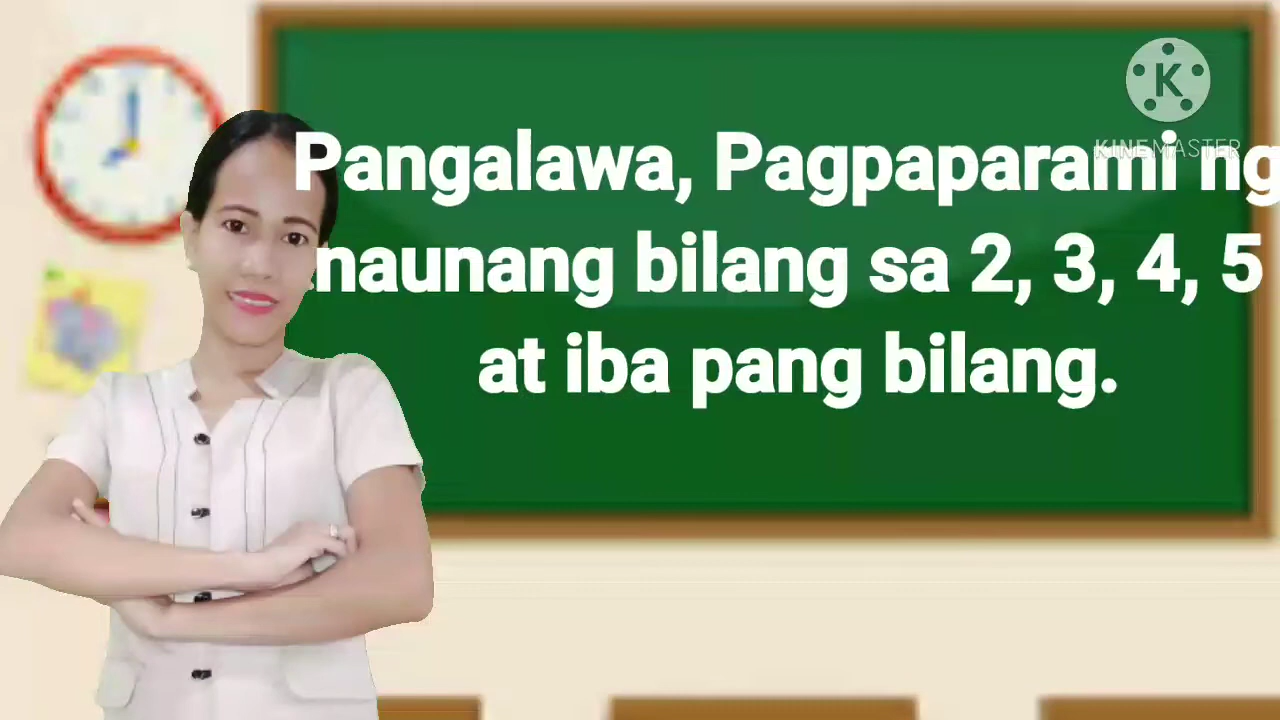 K
KINEMASTER
Pangalawa, Pagpaparami ng
naunang bilang sa 2, 3, 4, 5
at iba pang bilang.